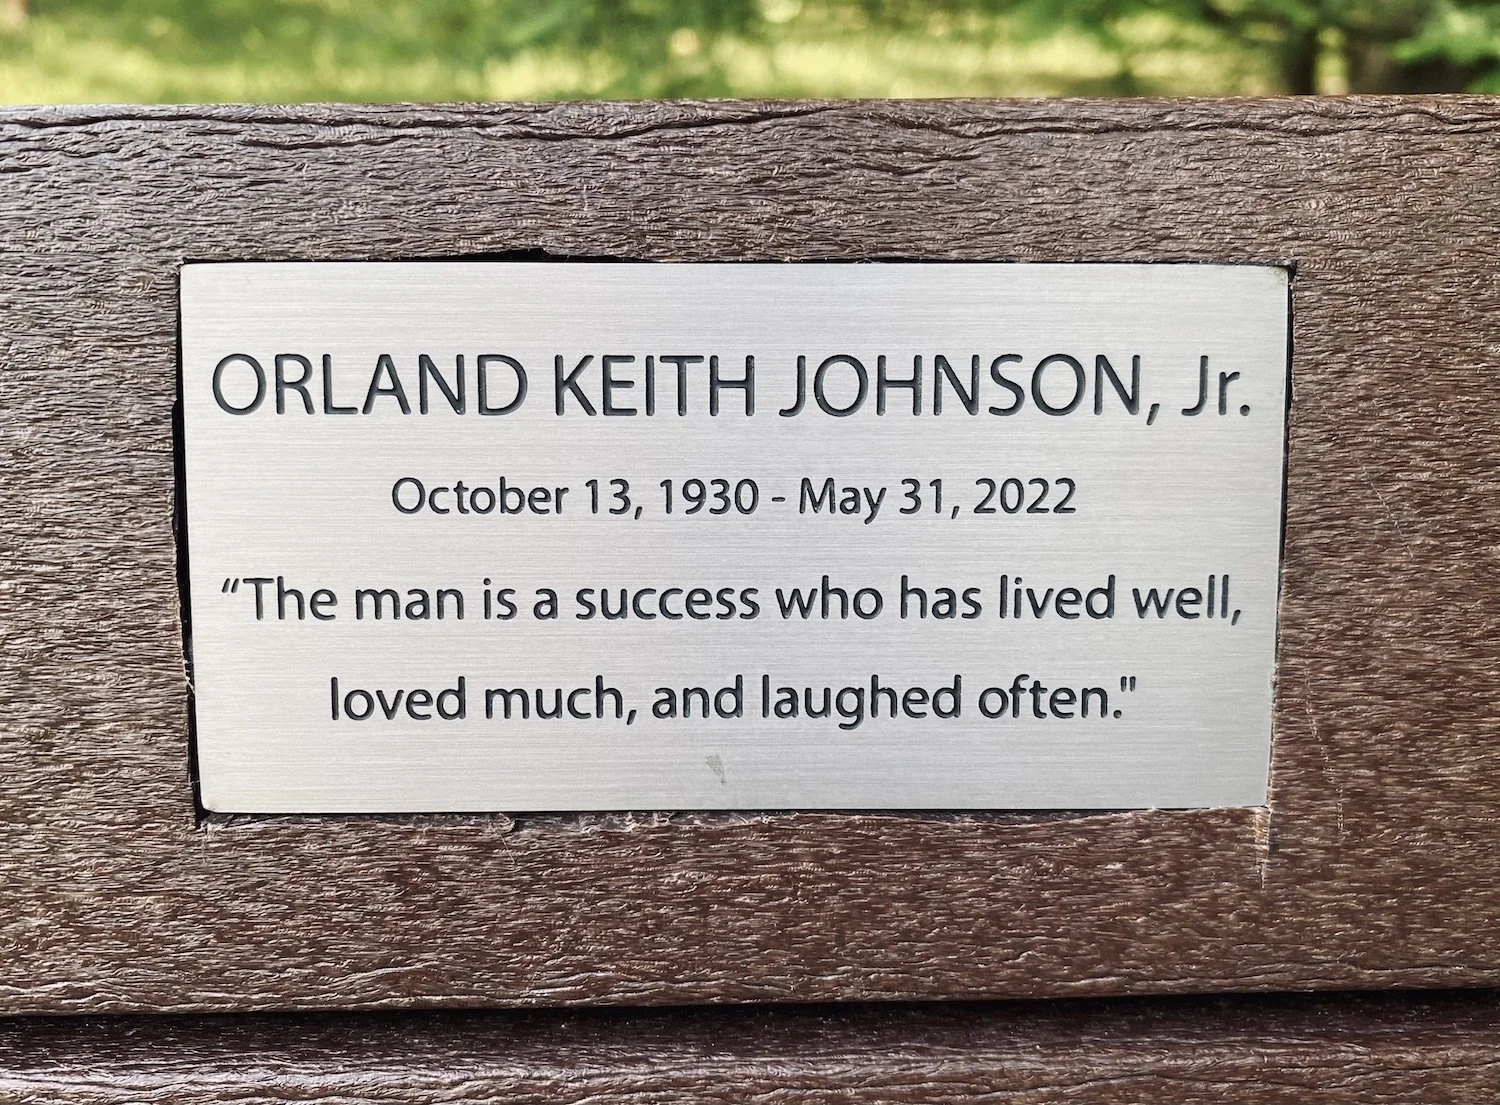 ORLAND KEITH JOHNSON, Jr.
October 13, 1930 - May 31, 2022
“The man is a success who has lived well,
loved much, and laughed often."